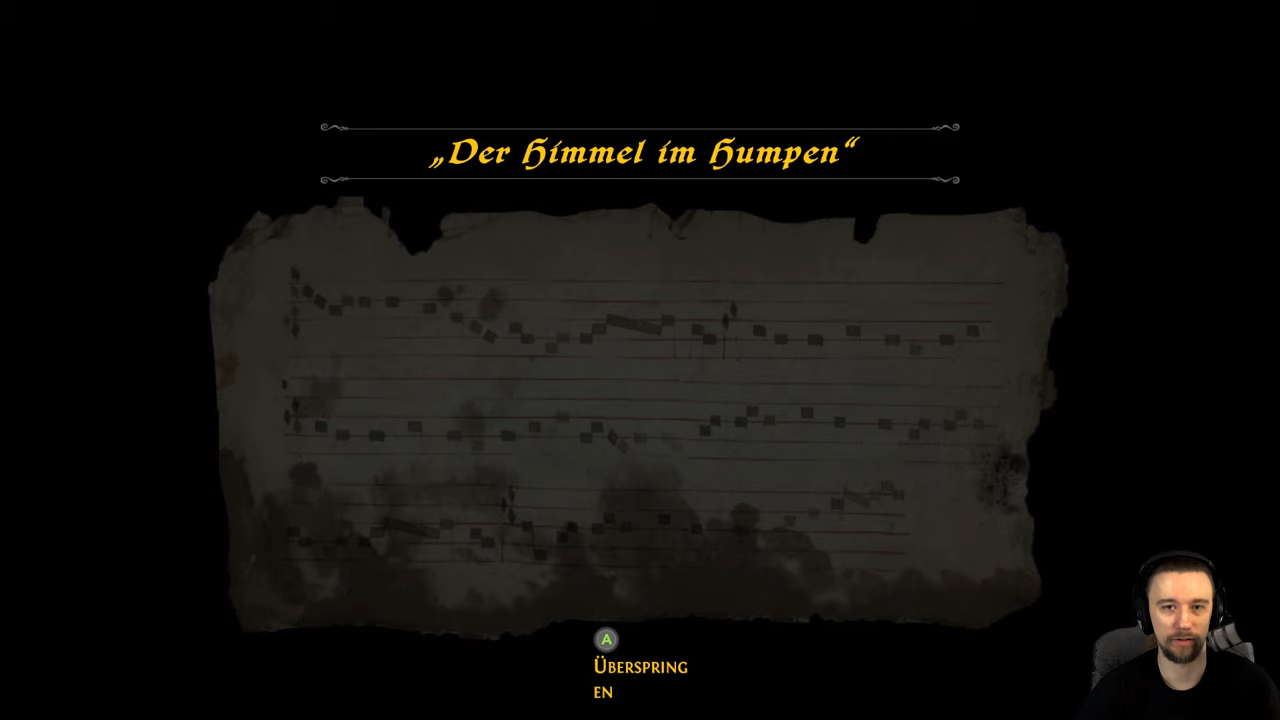 „Der Himmel im Humpen“
A
Überspring
en